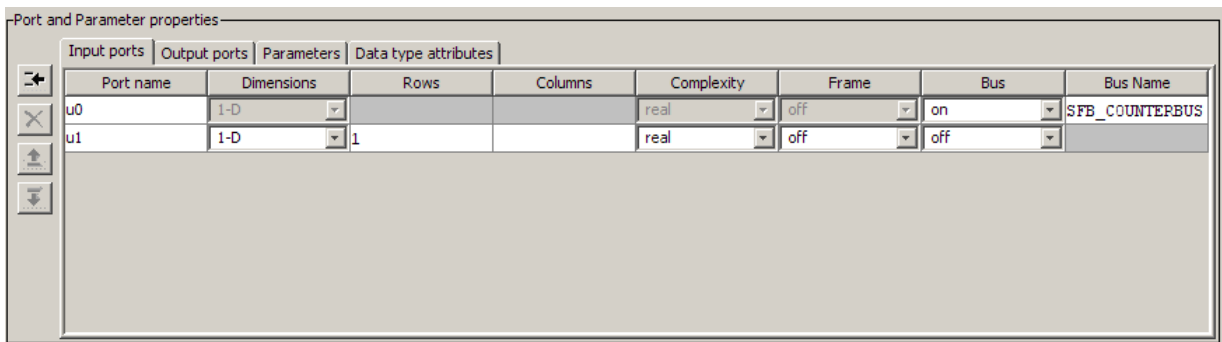 Port and Parameter properties
Input ports Output ports Parameters Data type attributes
Port name Dimensions Rows Columns Complexity Frame Bus Bus Name
u0 1-D real off on SFB_COUNTERBUS
u1 1-D 1 real off off